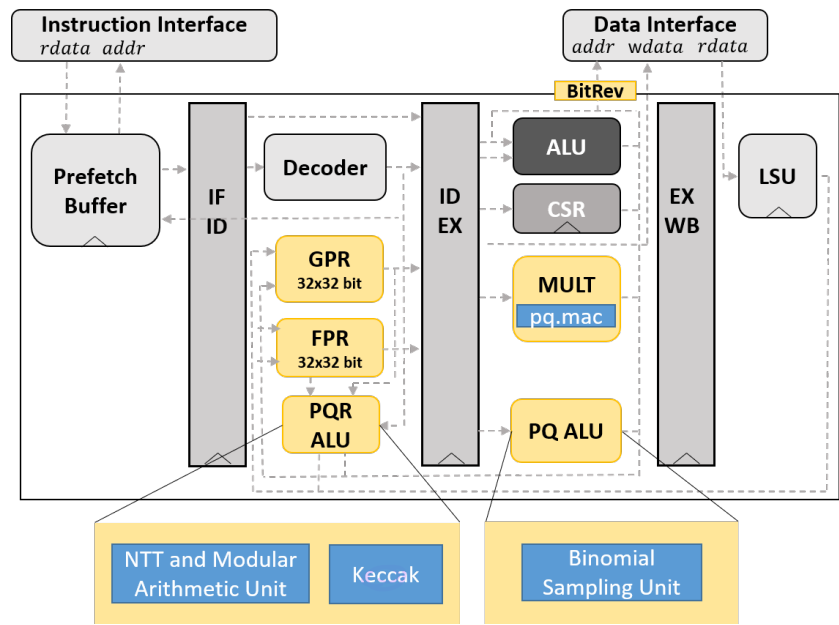 Instruction Interface
rdata addr
Data Interface
addr wdata rdata
BitRev
Prefetch
Buffer
IF
ID
Decoder
ID
EX
ALU
CSR
EX
WB
LSU
GPR
32x32 bit
FPR
32x32 bit
MULT
pq.mac
PQR
ALU
PQ ALU
NTT and Modular
Arithmetic Unit
Keccak
Binomial
Sampling Unit